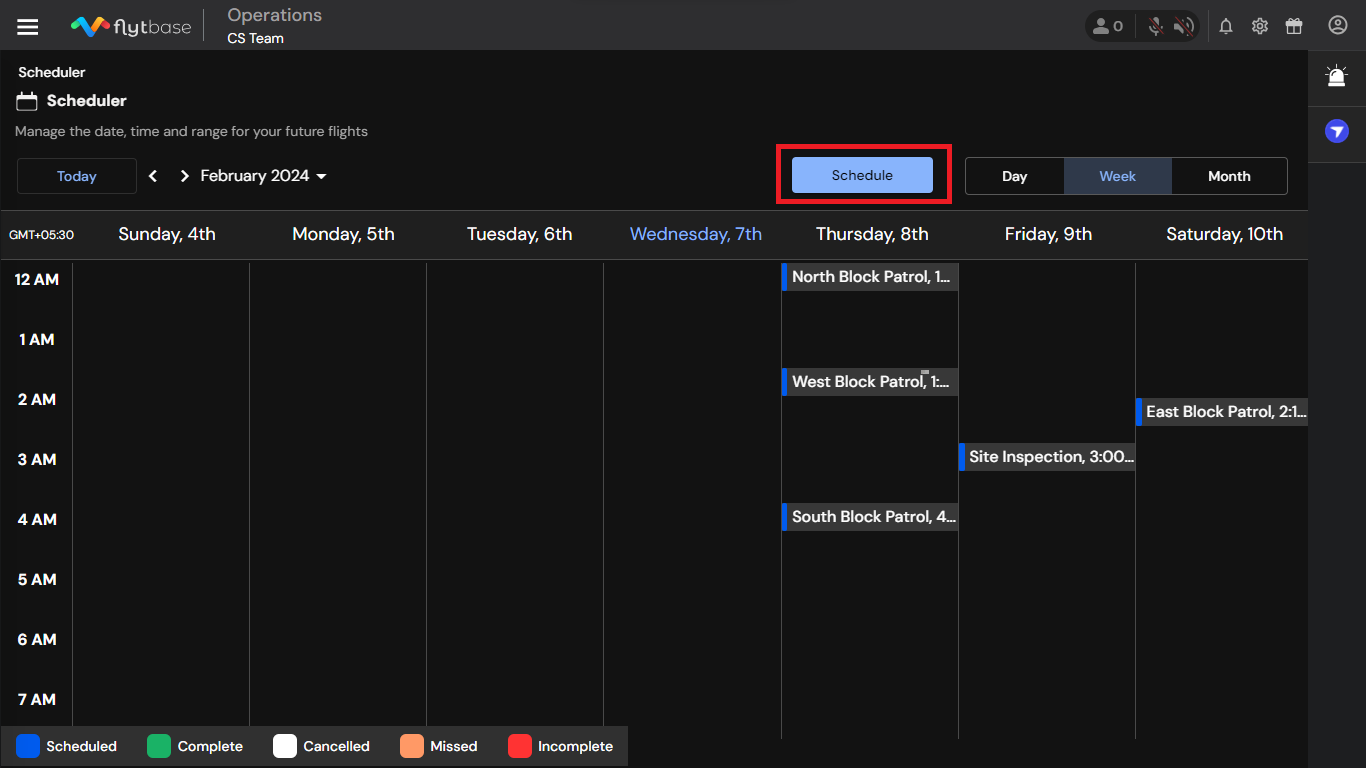 flytbase
Operations
CS Team
0
Scheduler
Scheduler
Manage the date, time and range for your future flights
Today
February 2024
Schedule
Day
Week
Month
GMT+05:30
Sunday, 4th
Monday, 5th
Tuesday, 6th
Wednesday, 7th
Thursday, 8th
Friday, 9th
Saturday, 10th
12 AM
North Block Patrol, 1...
1 AM
West Block Patrol, 1:...
2 AM
East Block Patrol, 2:1...
3 AM
Site Inspection, 3:00...
4 AM
South Block Patrol, 4...
5 AM
6 AM
7 AM
Scheduled
Complete
Cancelled
Missed
Incomplete